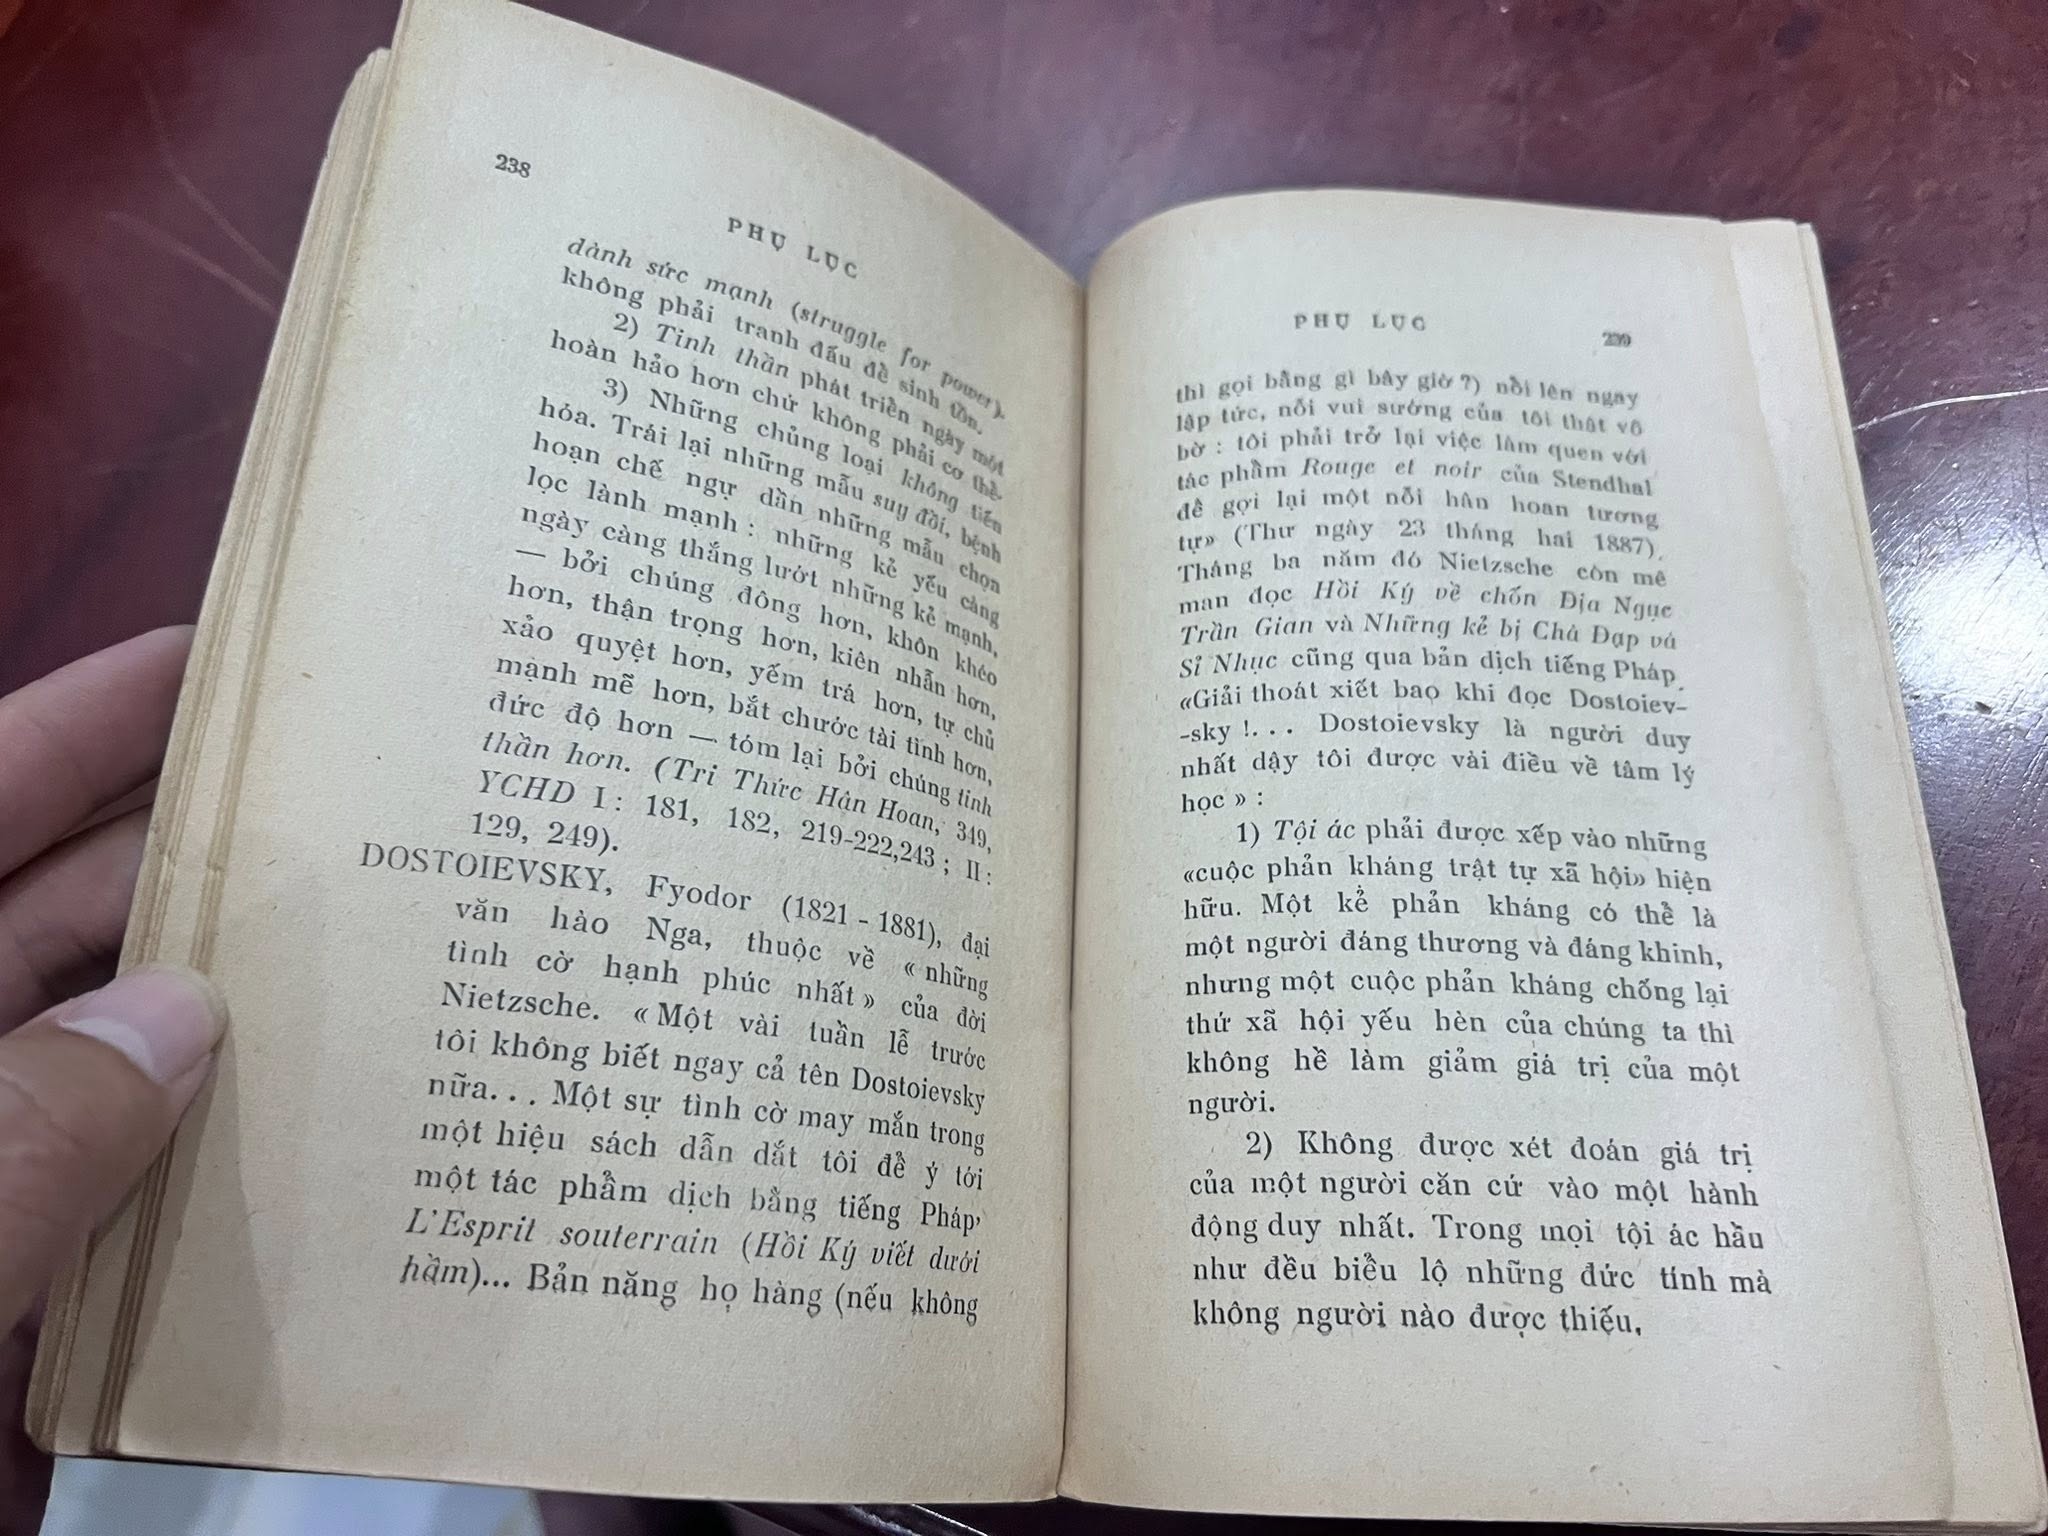 238
PHỤ LỤC
dành sức mạnh (struggle for power).
không phải tranh đấu để sinh tồn.
2) Tinh thần phát triển ngày một
hoàn hảo hơn chứ không phải cơ thể.
3) Những chủng loại không tiến
hóa. Trái lại những mẫu suy đồi, bệnh
hoạn chế ngự dần những mẫu chọn
lọc lành mạnh : những kẻ yếu càng
ngày càng thắng lướt những kẻ mạnh,
— bởi chúng đông hơn, khôn khéo
hơn, thận trọng hơn, kiên nhẫn hơn,
xảo quyệt hơn, yếm trá hơn, tự chủ
mạnh mẽ hơn, bắt chước tài tình hơn,
đức độ hơn — tóm lại bởi chúng tinh
thần hơn. (Tri Thức Hân Hoan, 349,
YCHD I : 181, 182, 219-222,243 ; II :
129, 249).
DOSTOIEVSKY, Fyodor (1821 - 1881), đại
văn hào Nga, thuộc về « những
tình cờ hạnh phúc nhất » của đời
Nietzsche. « Một vài tuần lễ trước
tôi không biết ngay cả tên Dostoievsky
nữa. . . Một sự tình cờ may mắn trong
một hiệu sách dẫn dắt tôi để ý tới
một tác phẩm dịch bằng tiếng Pháp,
L'Esprit souterrain (Hồi Ký viết dưới
hầm)... Bản năng họ hàng (nếu không
PHỤ LỤC
239
thì gọi bằng gì bây giờ ?) nổi lên ngay
lập tức, nỗi vui sướng của tôi thật vô
bờ : tôi phải trở lại việc làm quen với
tác phẩm Rouge et noir của Stendhal
để gợi lại một nỗi hân hoan tương
tự» (Thư ngày 23 tháng hai 1887).
Tháng ba năm đó Nietzsche còn mê
man đọc Hồi Ký về chốn Địa Ngục
Trần Gian và Những kẻ bị Chà Đạp và
Sỉ Nhục cũng qua bản dịch tiếng Pháp.
«Giải thoát xiết bao khi đọc Dostoiev-
-sky !. . . Dostoievsky là người duy
nhất dậy tôi được vài điều về tâm lý
học » :
1) Tội ác phải được xếp vào những
«cuộc phản kháng trật tự xã hội» hiện
hữu. Một kẻ phản kháng có thể là
một người đáng thương và đáng khinh,
nhưng một cuộc phản kháng chống lại
thứ xã hội yếu hèn của chúng ta thì
không hề làm giảm giá trị của một
người.
2) Không được xét đoán giá trị
của một người căn cứ vào một hành
động duy nhất. Trong mọi tội ác hầu
như đều biểu lộ những đức tính mà
không người nào được thiếu,